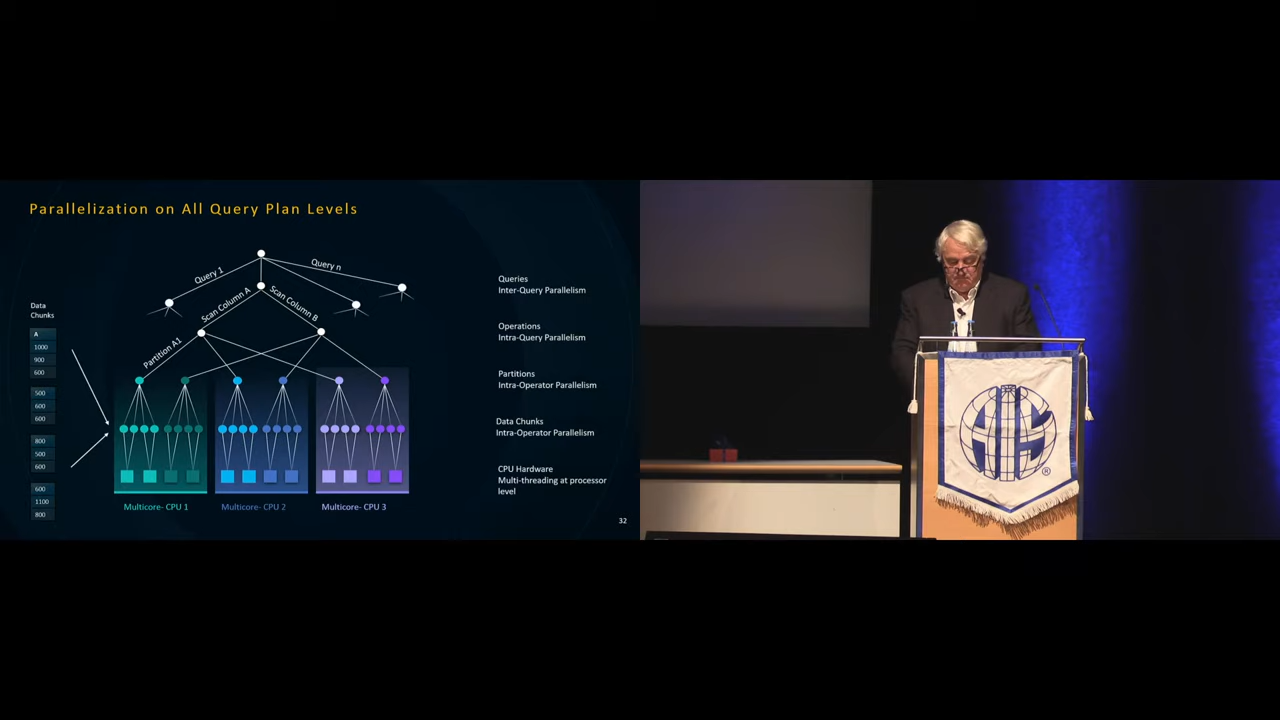 Parallelization on All Query Plan Levels
Query 1
Query n
Scan Column A
Scan Column B
Partition A1
Data
Chunks
A
1000
900
600
500
600
600
800
500
600
600
1100
800
Multicore- CPU 1
Multicore- CPU 2
Multicore- CPU 3
Queries
Inter-Query Parallelism
Operations
Intra-Query Parallelism
Partitions
Intra-Operator Parallelism
Data Chunks
Intra-Operator Parallelism
CPU Hardware
Multi-threading at processor
level
32
®